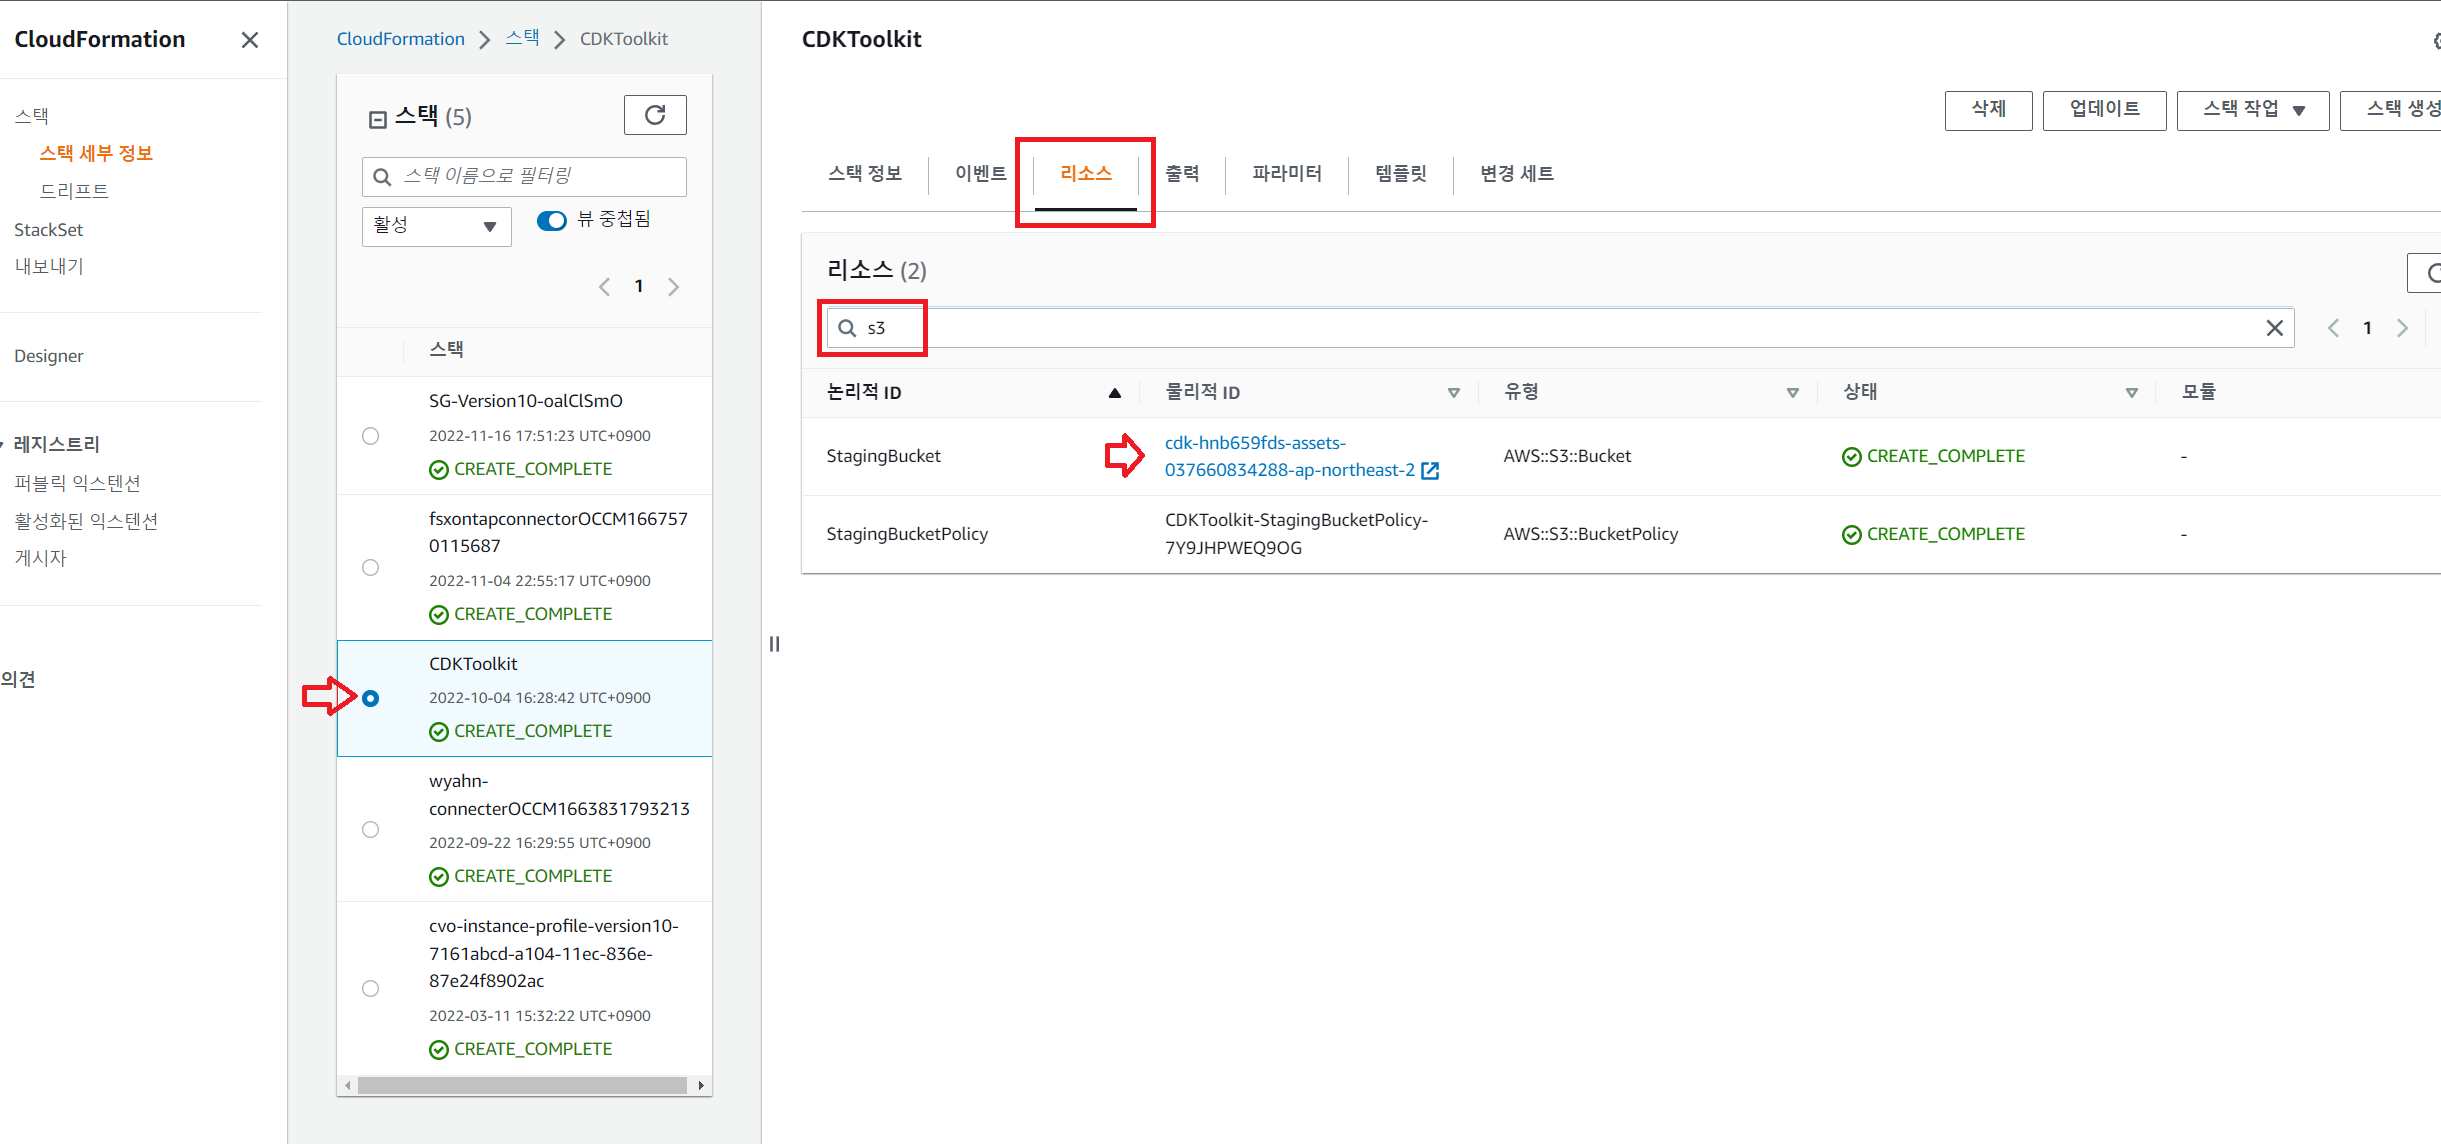 CloudFormation
스택
스택 세부 정보
드리프트
StackSet
내보내기
Designer
레지스트리
퍼블릭 익스텐션
활성화된 익스텐션
게시자
의견
CloudFormation 스택 CDKToolkit
스택 (5)
스택 이름으로 필터링
활성
뷰 중첩됨
1
스택
SG-Version10-oalClSmO
2022-11-16 17:51:23 UTC+0900
CREATE_COMPLETE
fsxontapconnectorOCCM166757
0115687
2022-11-04 22:55:17 UTC+0900
CREATE_COMPLETE
CDKToolkit
2022-10-04 16:28:42 UTC+0900
CREATE_COMPLETE
wyahn-
connecterOCCM1663831793213
2022-09-22 16:29:55 UTC+0900
CREATE_COMPLETE
cvo-instance-profile-version10-
7161abcd-a104-11ec-836e-
87e24f8902ac
2022-03-11 15:32:22 UTC+0900
CREATE_COMPLETE
CDKToolkit
삭제 업데이트 스택 작업 스택 생성
스택 정보 이벤트 리소스 출력 파라미터 템플릿 변경 세트
리소스 (2)
s3
1
논리적 ID 물리적 ID 유형 상태 모듈
StagingBucket
cdk-hnb659fds-assets-
037660834288-ap-northeast-2
AWS::S3::Bucket
CREATE_COMPLETE
-
StagingBucketPolicy
CDKToolkit-StagingBucketPolicy-
7Y9JHPWEQ9OG
AWS::S3::BucketPolicy
CREATE_COMPLETE
-